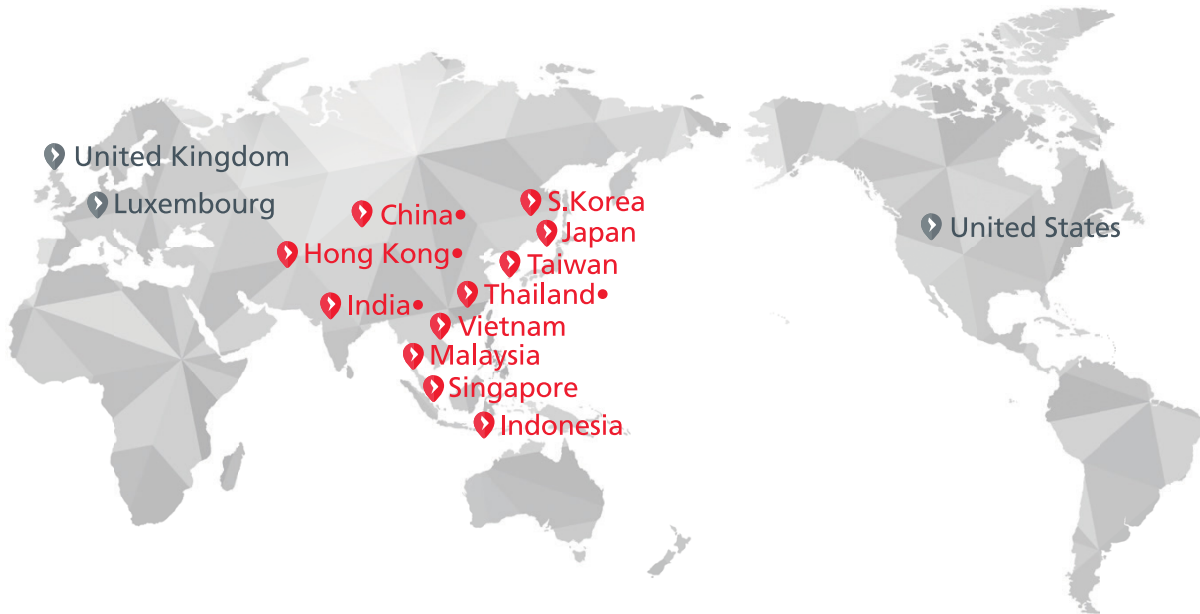 United Kingdom
Luxembourg
China•
Hong Kong•
India•
S.Korea
Japan
Taiwan
Thailand•
Vietnam
Malaysia
Singapore
Indonesia
United States